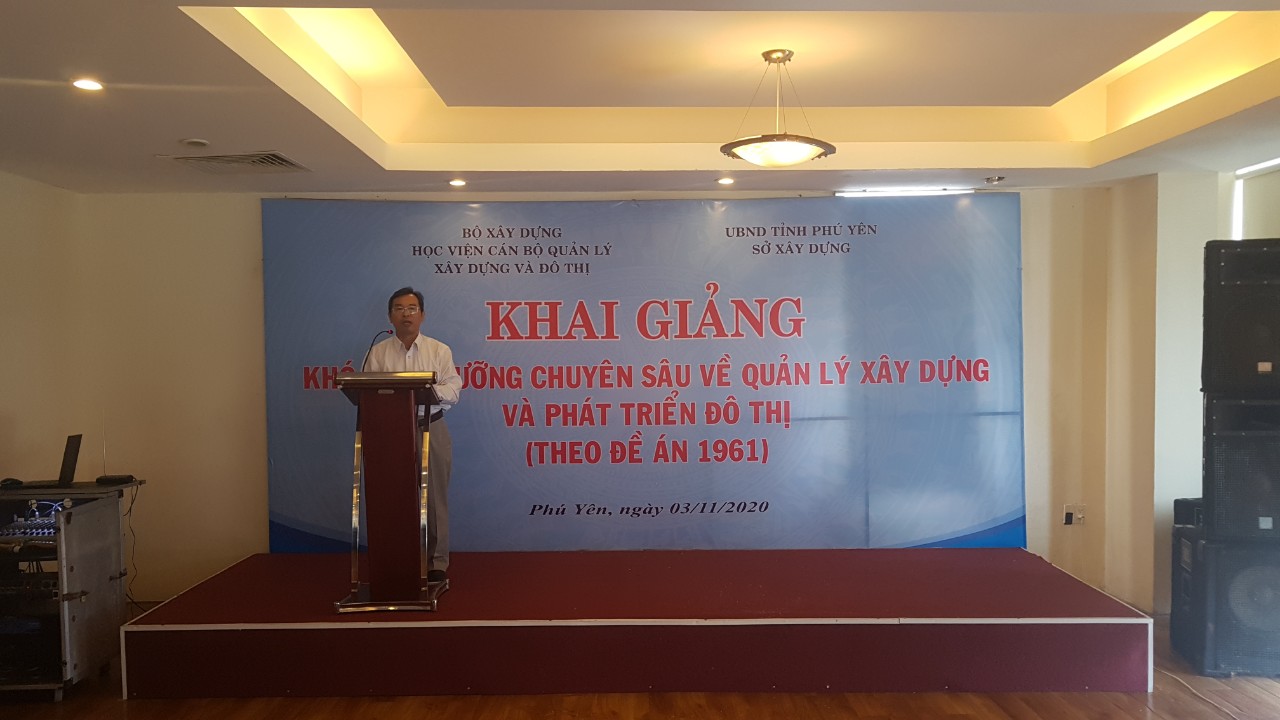 BỘ XÂY DỰNG
HỌC VIỆN CÁN BỘ QUẢN LÝ
XÂY DỰNG VÀ ĐÔ THỊ
UBND TỈNH PHÚ YÊN
SỞ XÂY DỰNG
KHAI GIẢNG
CHUYÊN SÂU VỀ QUẢN LÝ XÂY DỰNG
VÀ PHÁT TRIỂN ĐÔ THỊ
(THEO ĐỀ ÁN 1961)
Phú Yên, ngày 03/11/2020